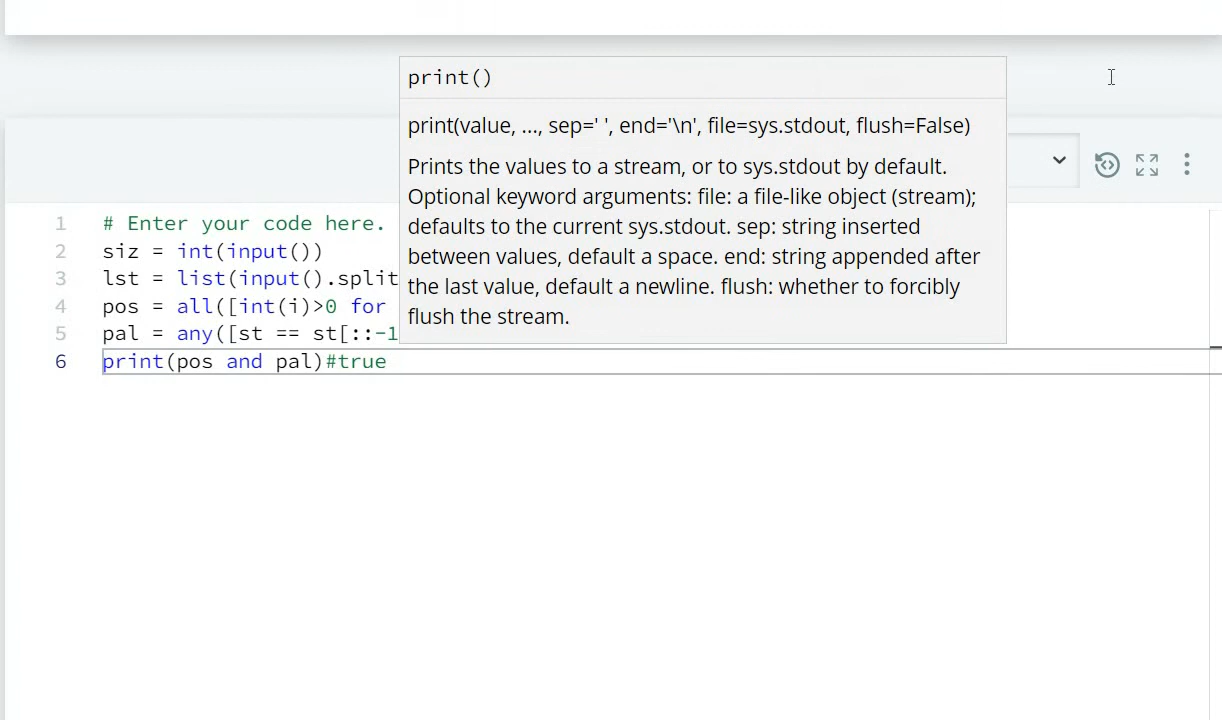 print()
print(value, ..., sep=' ', end='\n', file=sys.stdout, flush=False)
Prints the values to a stream, or to sys.stdout by default.
Optional keyword arguments: file: a file-like object (stream);
defaults to the current sys.stdout. sep: string inserted
between values, default a space. end: string appended after
the last value, default a newline. flush: whether to forcibly
flush the stream.
1 # Enter your code here.
2 siz = int(input())
3 lst = list(input().split
4 pos = all([int(i)>0 for
5 pal = any([st == st[::-1
6 print(pos and pal)#true